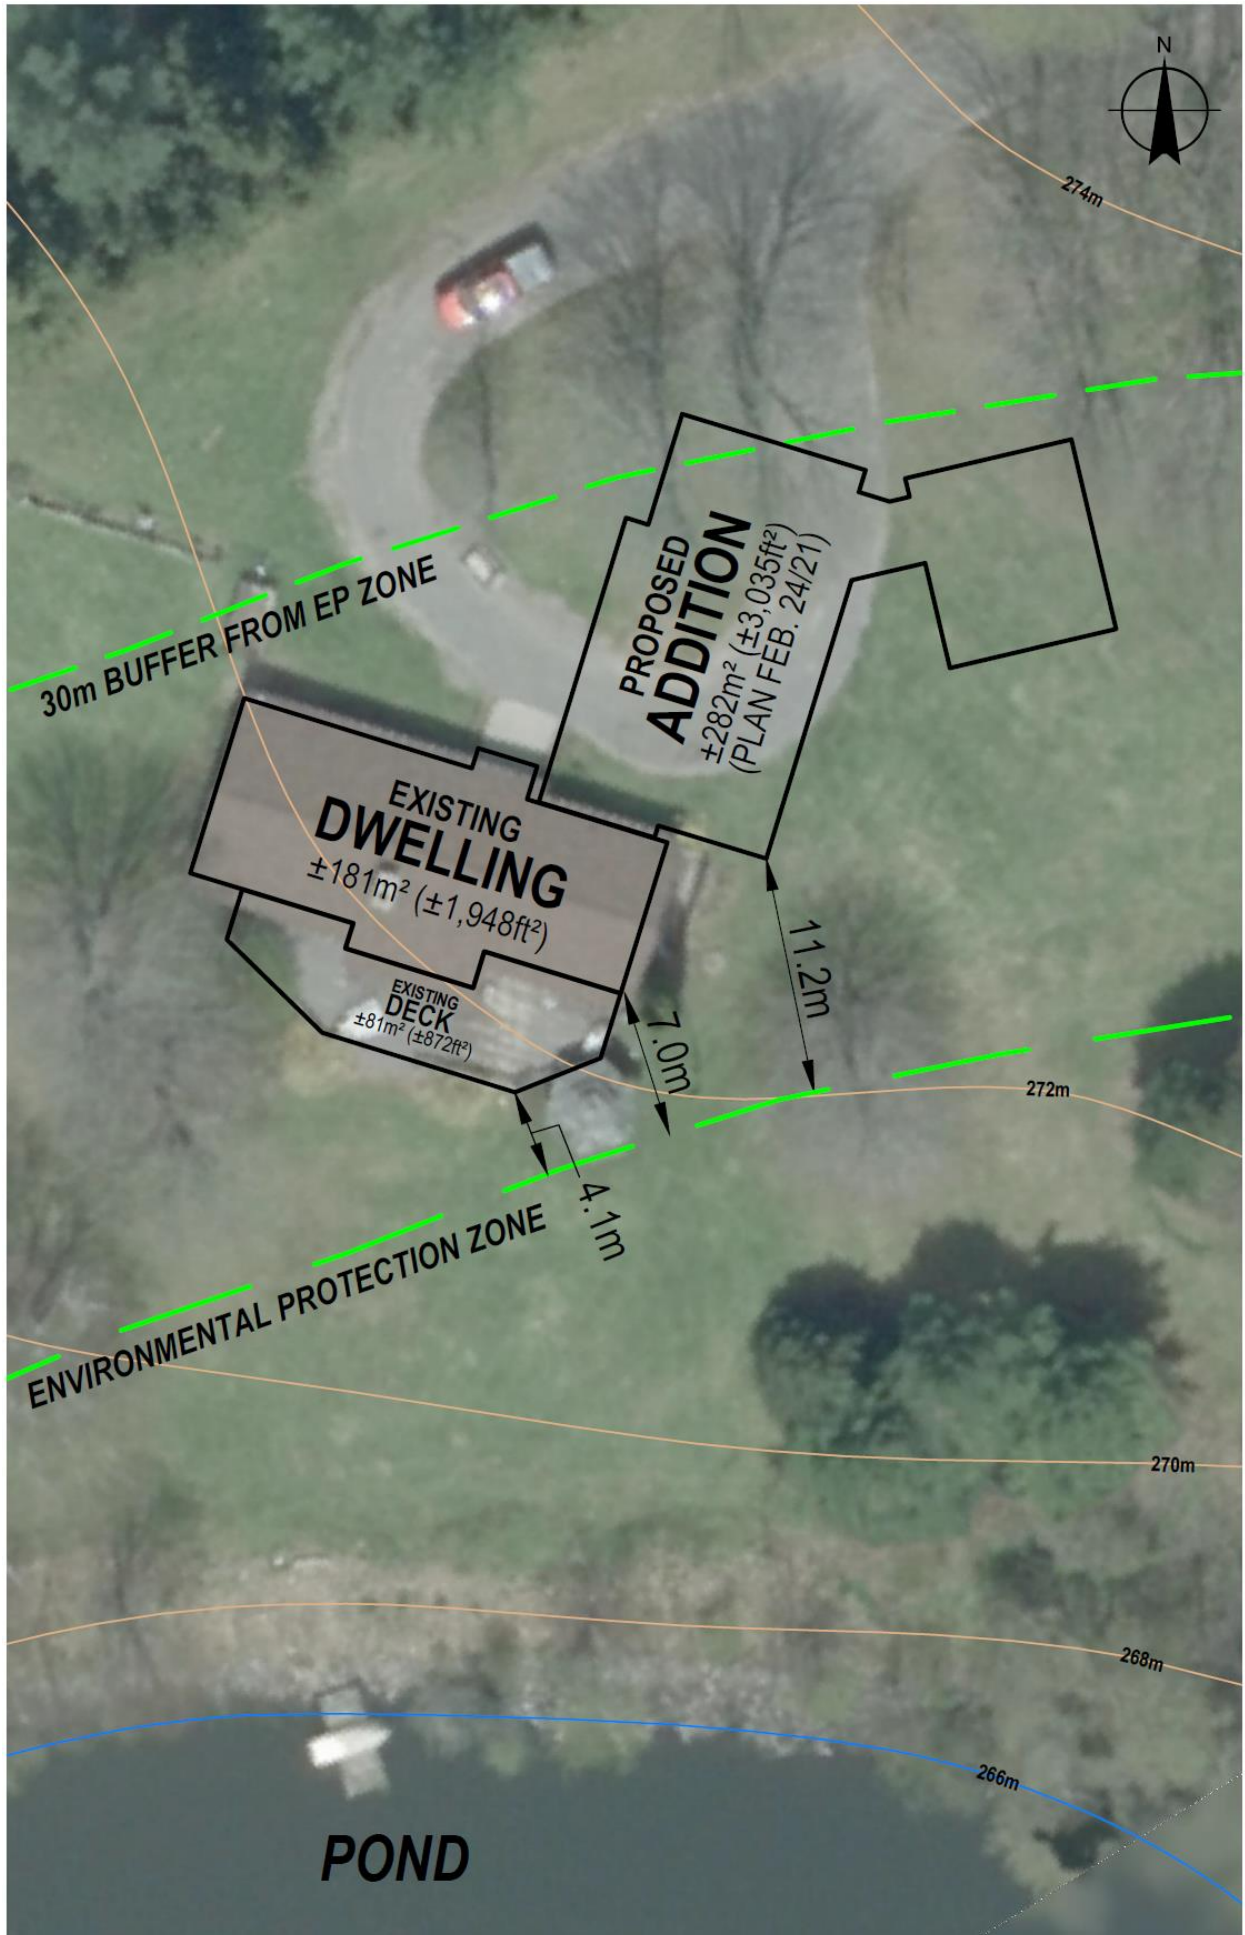 N
274m
30m BUFFER FROM EP ZONE
PROPOSED
ADDITION
±282m² (±3,035ft²)
(PLAN FEB. 24/21)
EXISTING
DWELLING
±181m² (±1,948ft²)
EXISTING
DECK
±81m² (±872ft²)
11.2m
7.0m
272m
4.1m
ENVIRONMENTAL PROTECTION ZONE
270m
268m
266m
POND